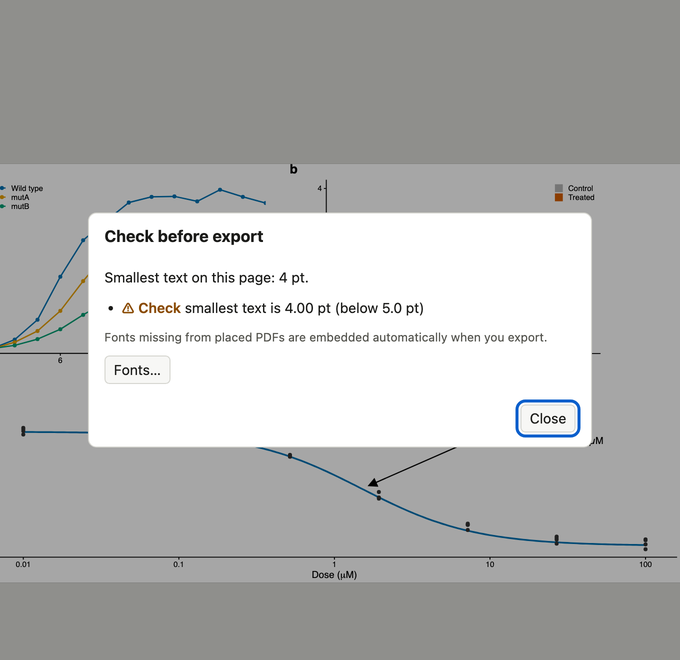 b
Wild type
mutA
mutB
4
Control
Treated
Check before export
Smallest text on this page: 4 pt.
• ⚠ Check smallest text is 4.00 pt (below 5.0 pt)
Fonts missing from placed PDFs are embedded automatically when you export.
Fonts...
Close
6
0.01
0.1
1
10
100
Dose (μM)